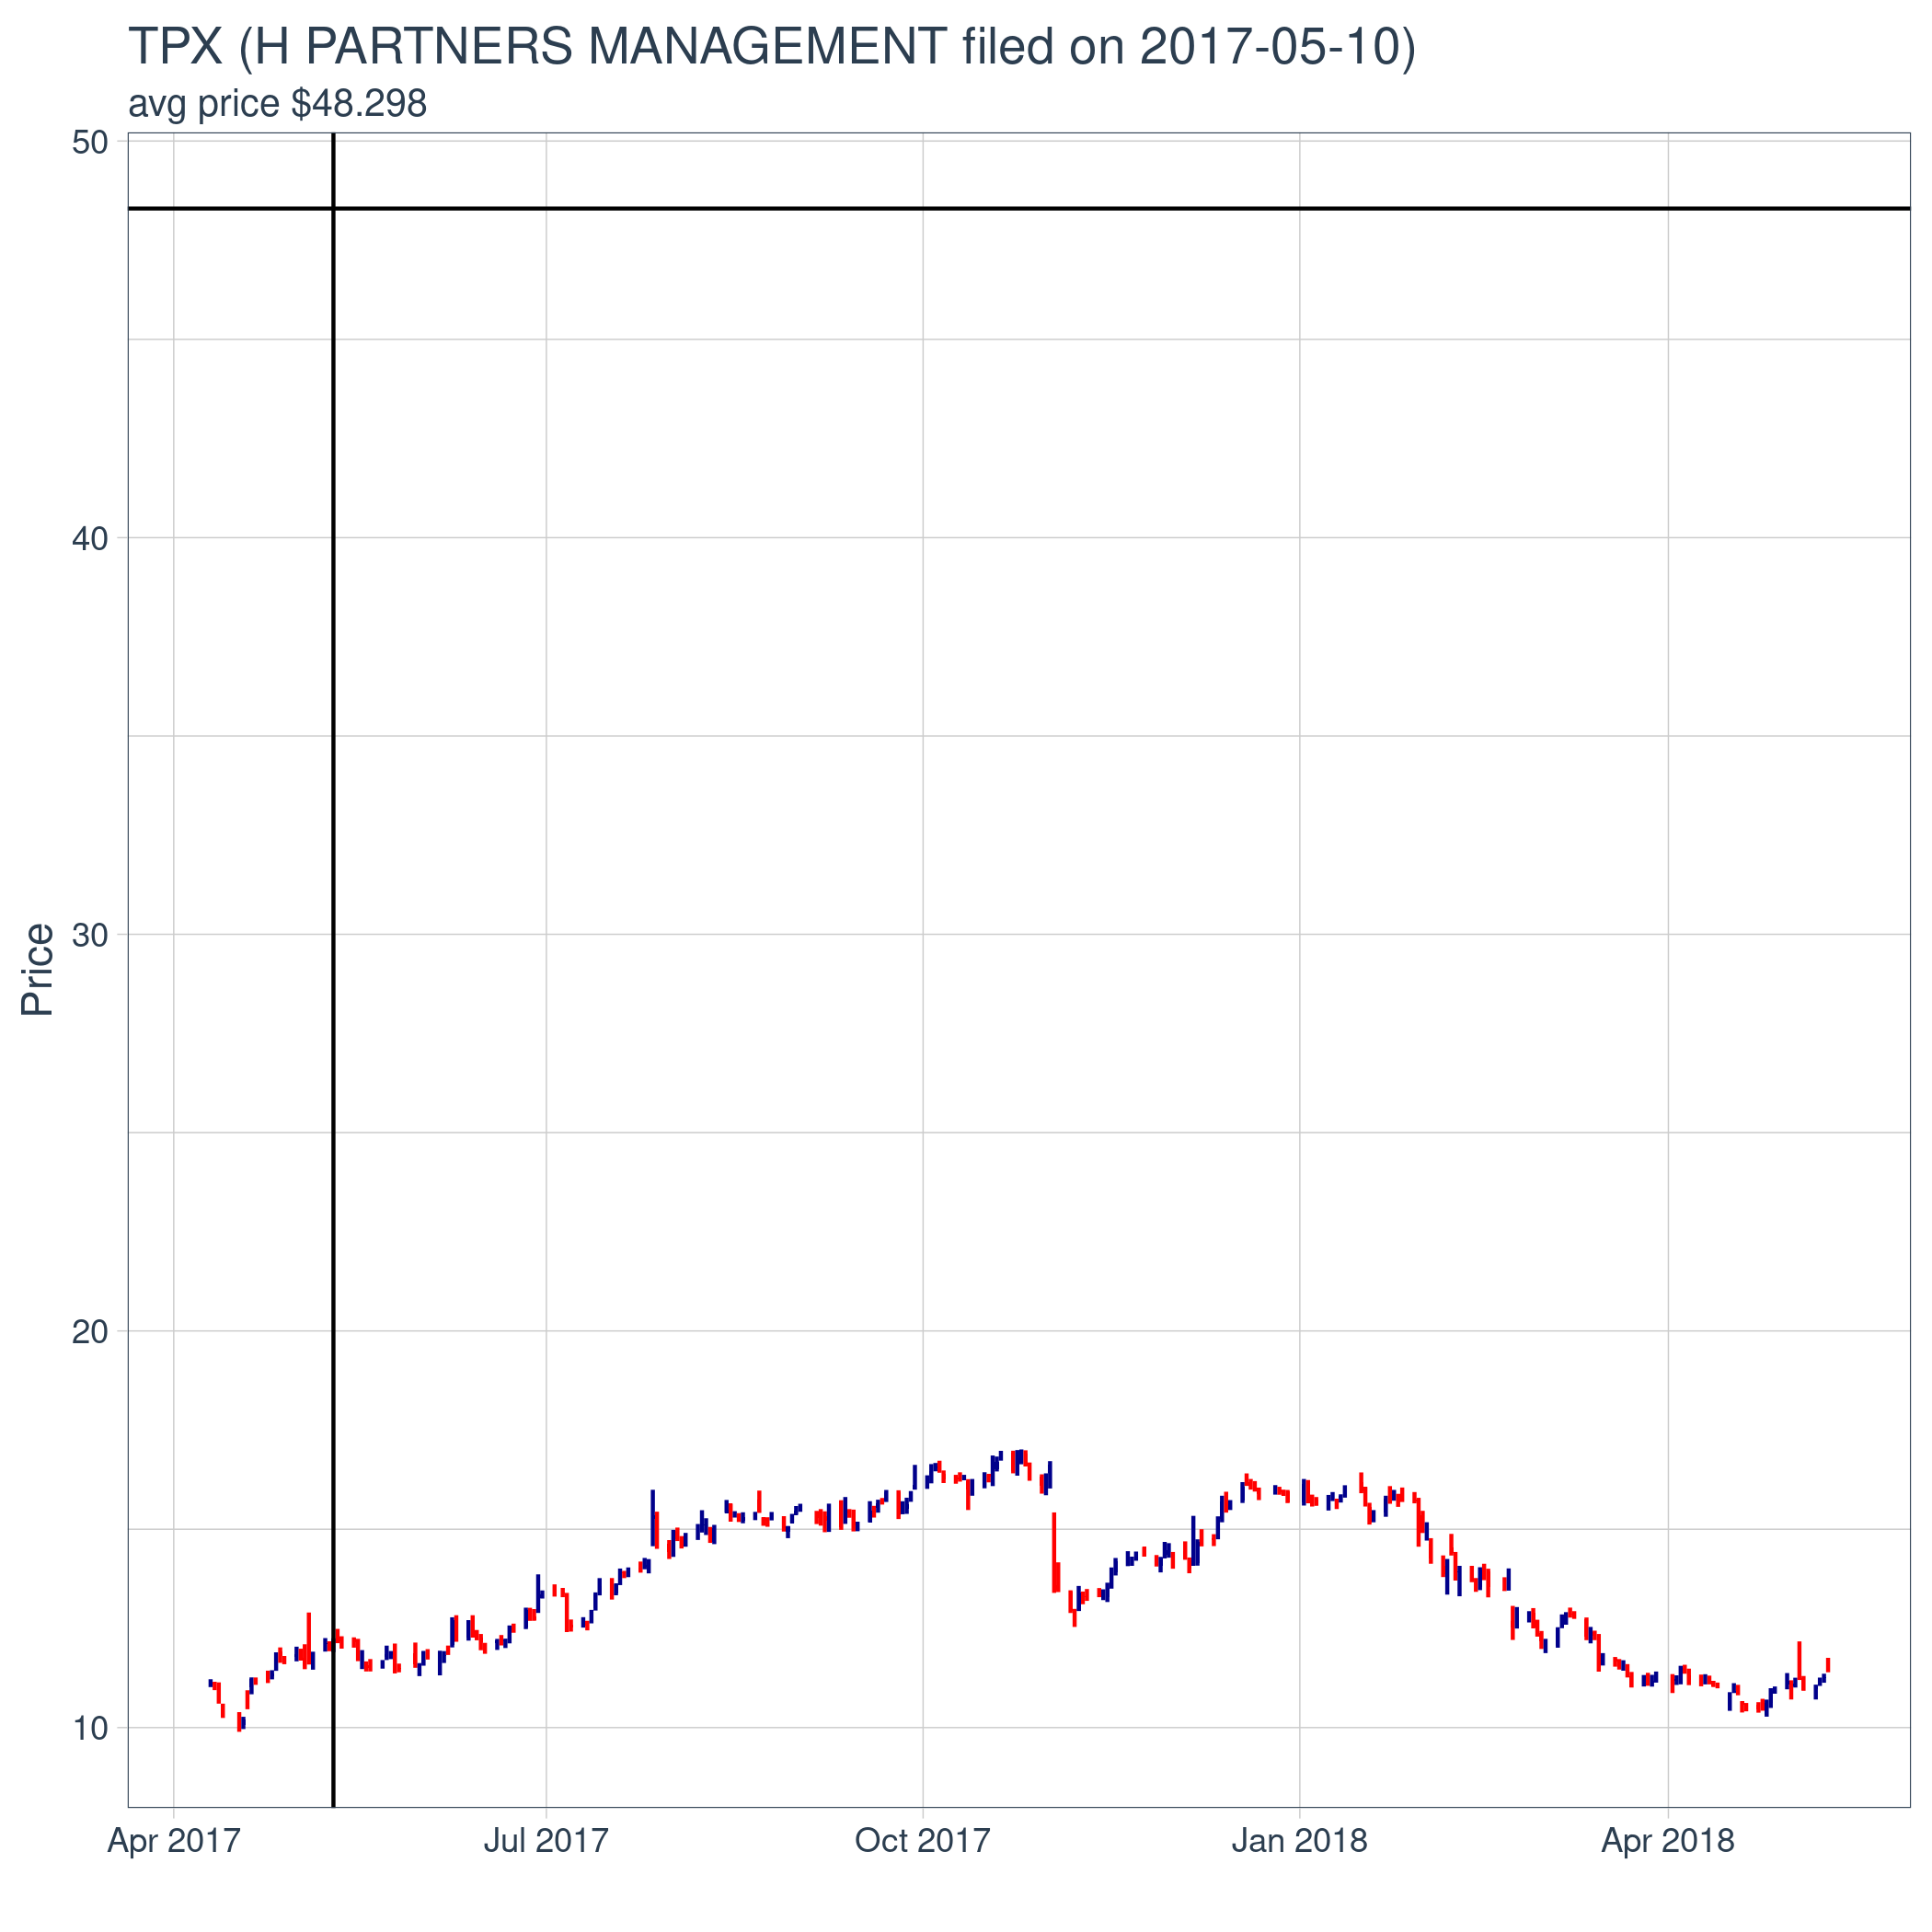 TPX (H PARTNERS MANAGEMENT filed on 2017-05-10)
avg price $48.298
50
40
30
20
10
Price
Apr 2017
Jul 2017
Oct 2017
Jan 2018
Apr 2018